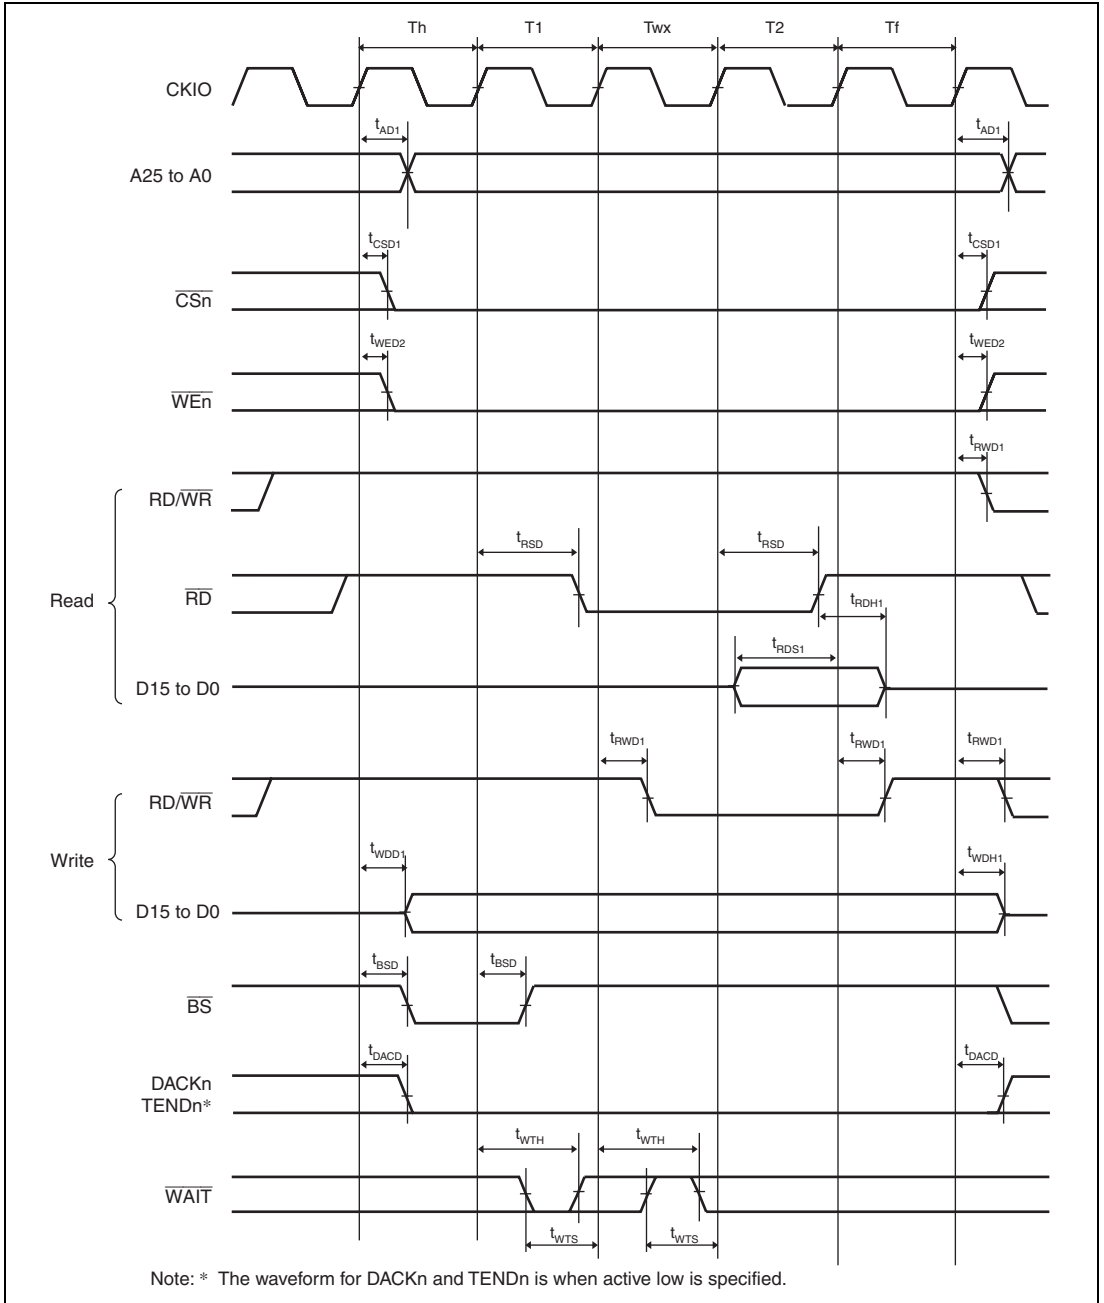 Th T1 Twx T2 Tf
CKIO
tAD1 tAD1
A25 to A0
tCSD1 tCSD1
CSn
tWED2 tWED2
WEn
tRWD1
RD/WR
tRSD tRSD
Read
RD
tRDH1
tRDS1
D15 to D0
tRWD1 tRWD1 tRWD1
RD/WR
Write
tWDD1 tWDH1
D15 to D0
tBSD tBSD
BS
tDACD tDACD
DACKn
TENDn*
tWTH tWTH
WAIT
tWTS tWTS
Note: * The waveform for DACKn and TENDn is when active low is specified.